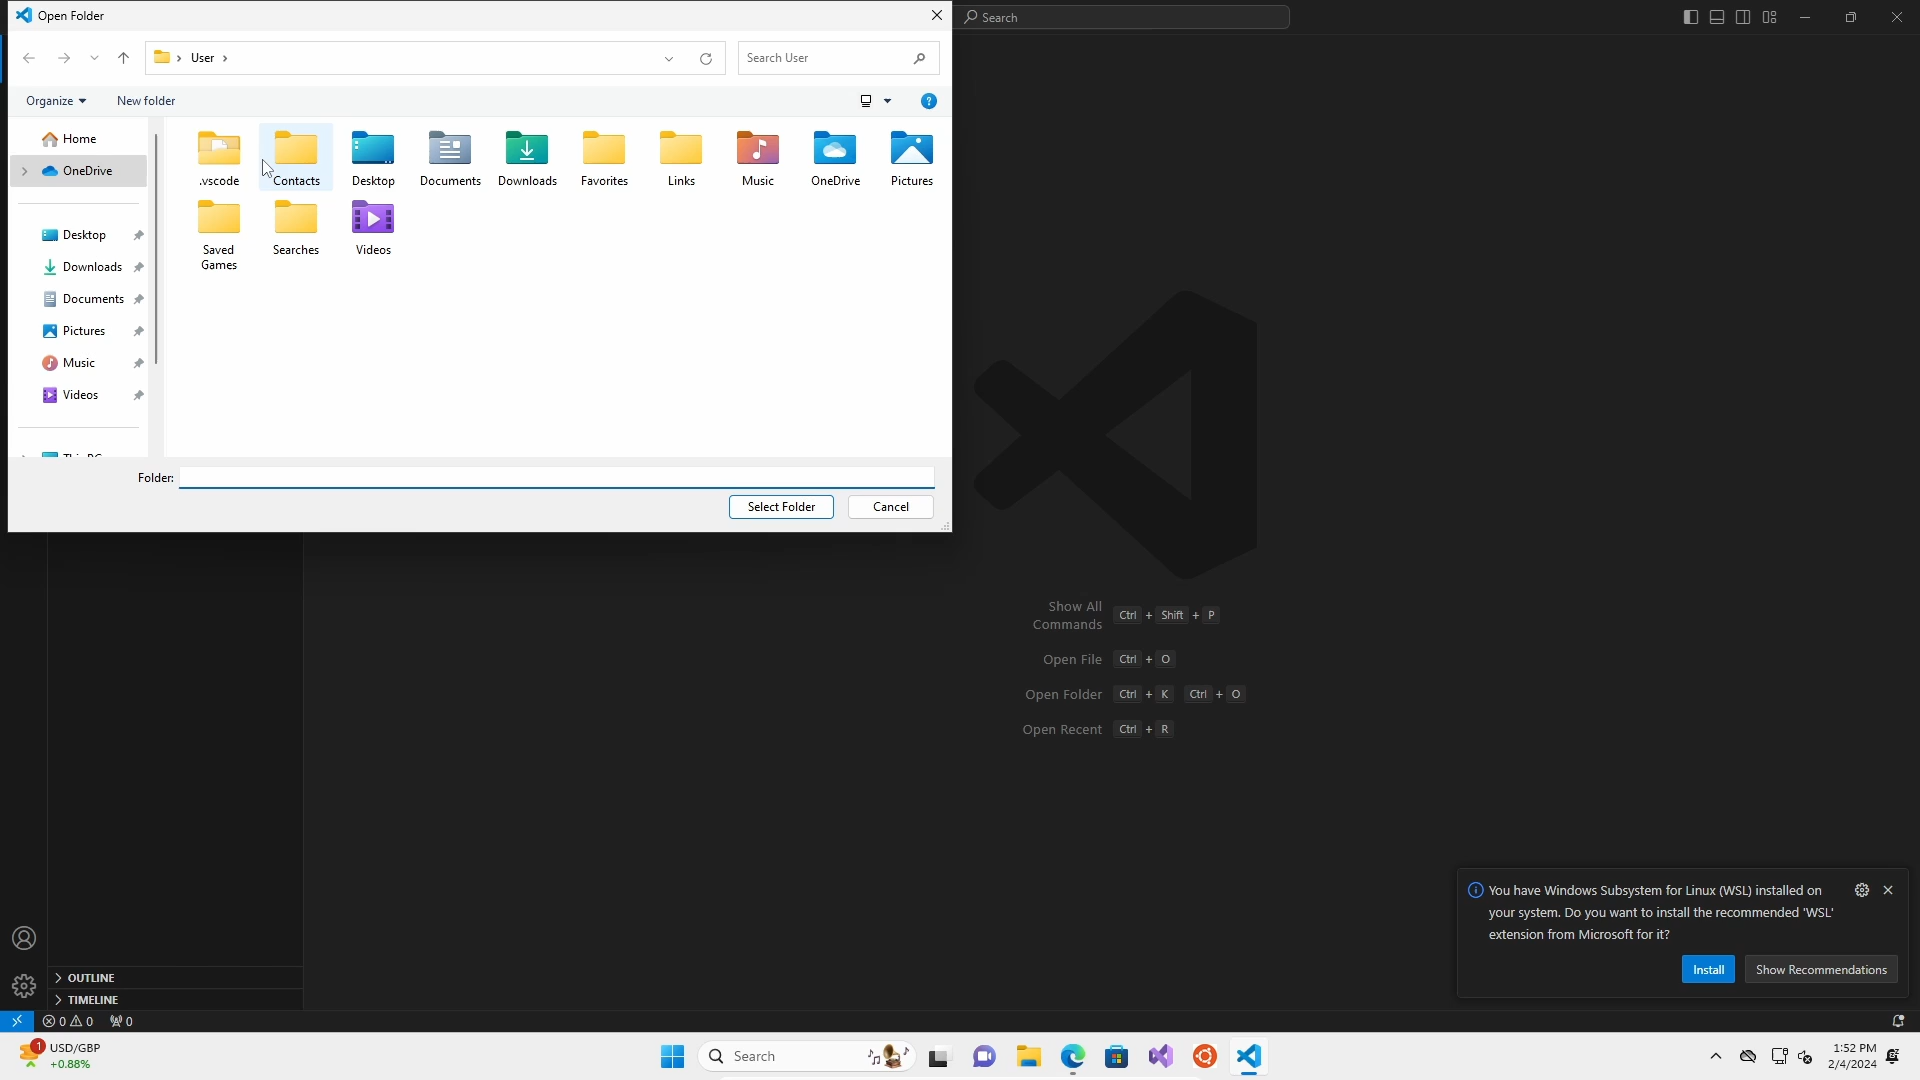 Open Folder
Search
User
Search User
Organize
New folder
Home
OneDrive
Desktop
Downloads
Documents
Pictures
Music
Videos
.vscode
Contacts
Desktop
Documents
Downloads
Favorites
Links
Music
OneDrive
Pictures
Saved
Games
Searches
Videos
Folder:
Select Folder
Cancel
Show All
Commands
Ctrl + Shift + P
Open File
Ctrl + O
Open Folder
Ctrl + K Ctrl + O
Open Recent
Ctrl + R
You have Windows Subsystem for Linux (WSL) installed on
your system. Do you want to install the recommended 'WSL'
extension from Microsoft for it?
Install
Show Recommendations
OUTLINE
TIMELINE
0 0 0
1
USD/GBP
+0.88%
Search
1:52 PM
2/4/2024